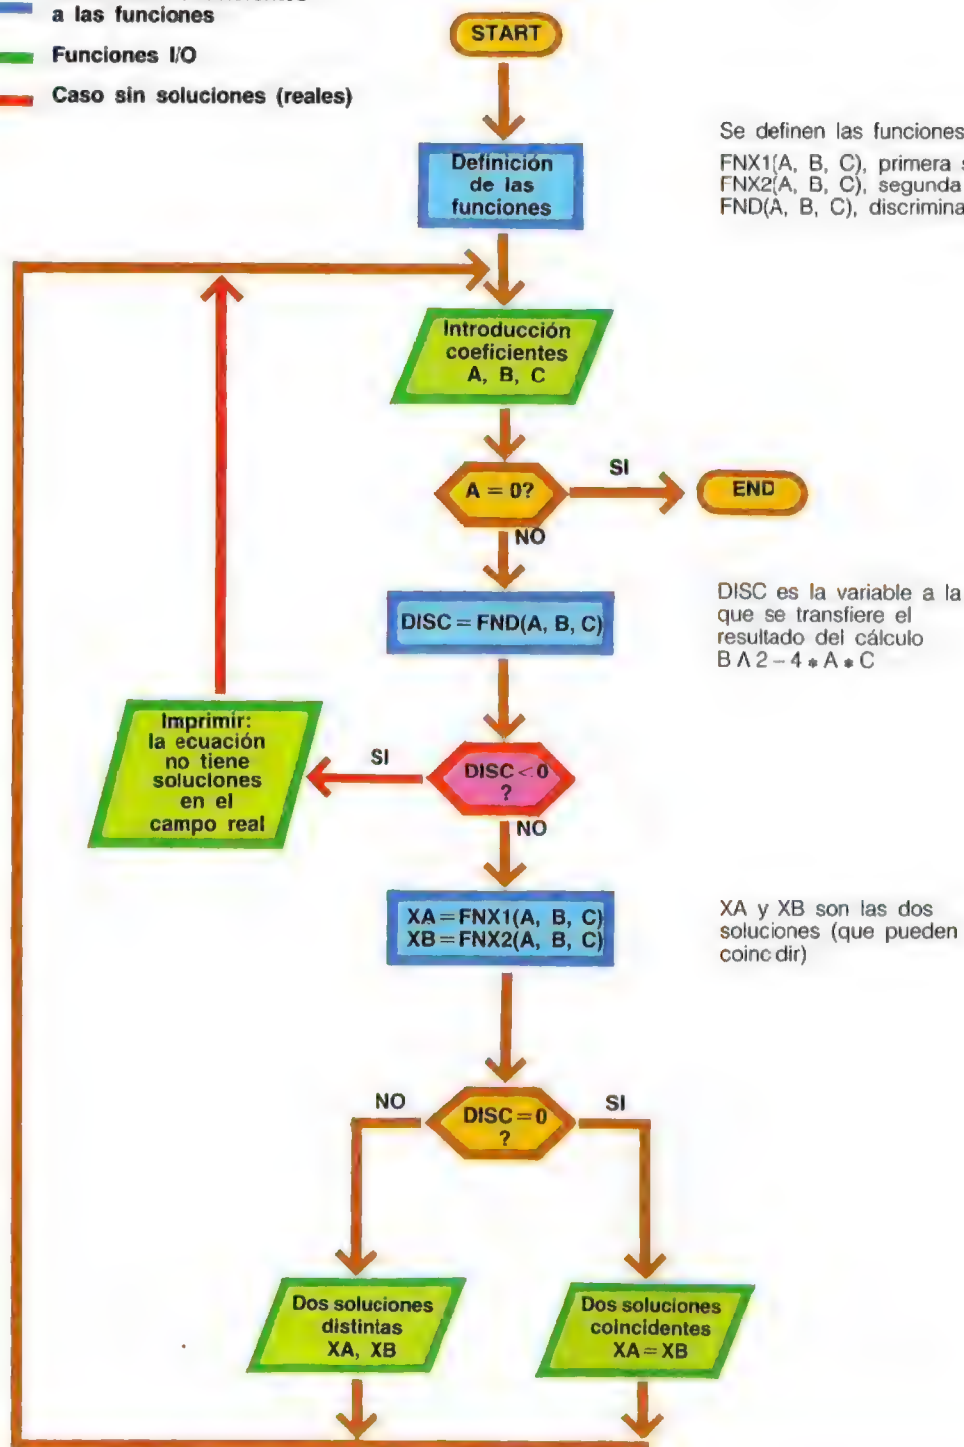 a las funciones
Funciones I/O
Caso sin soluciones (reales)
START
Definición
de las
funciones
Se definen las funciones
FNX1(A, B, C), primera
FNX2(A, B, C), segunda
FND(A, B, C),
Introducción
coeficientes
A, B, C
A = 0?
SI
END
NO
DISC = FND(A, B, C)
DISC es la variable a la
que se transfiere el
resultado del cálculo
B Λ 2 – 4 * A * C
Imprimir:
la ecuación
no tiene
soluciones
en el
campo real
SI
DISC < 0
?
NO
XA = FNX1(A, B, C)
XB = FNX2(A, B, C)
XA y XB son las dos
soluciones (que pueden
coinc dir)
NO
DISC = 0
?
SI
Dos soluciones
distintas
XA, XB
Dos soluciones
coincidentes
XA = XB